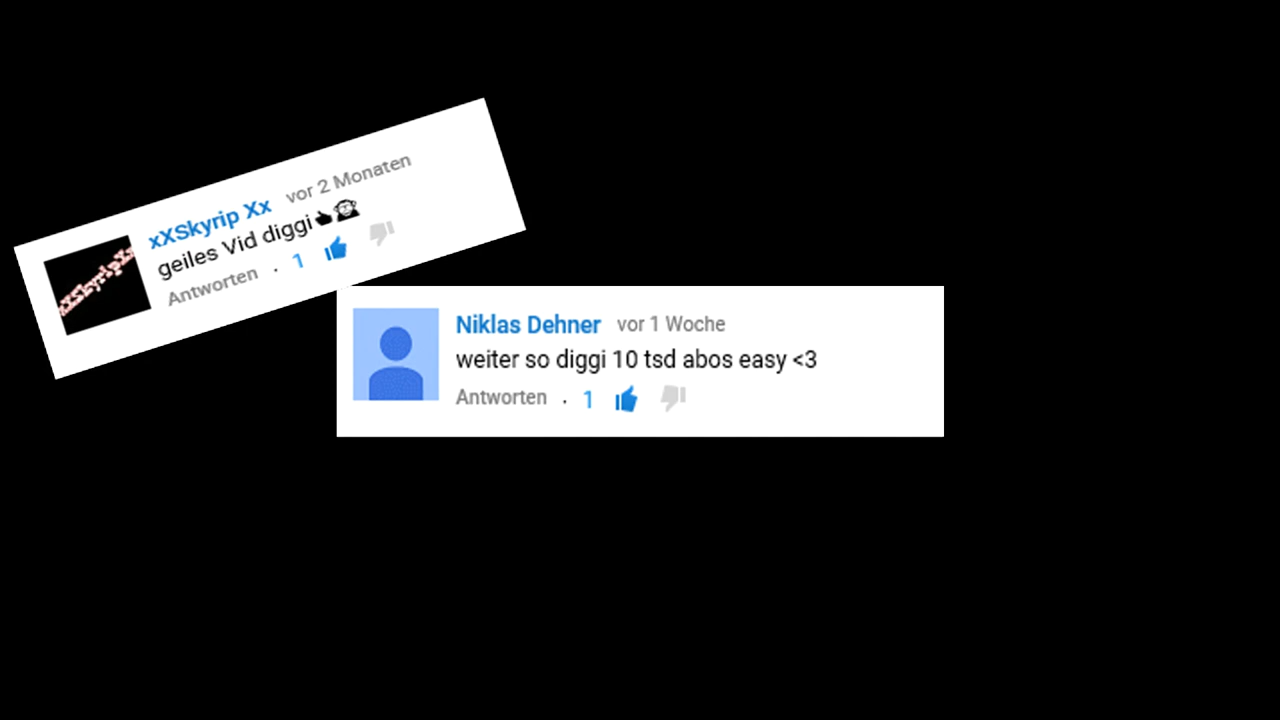 xXSkyrip Xx vor 2 Monaten
geiles Vid diggi👍🙊
Antworten . 1
xXSkyripXx
Niklas Dehner vor 1 Woche
weiter so diggi 10 tsd abos easy <3
Antworten . 1